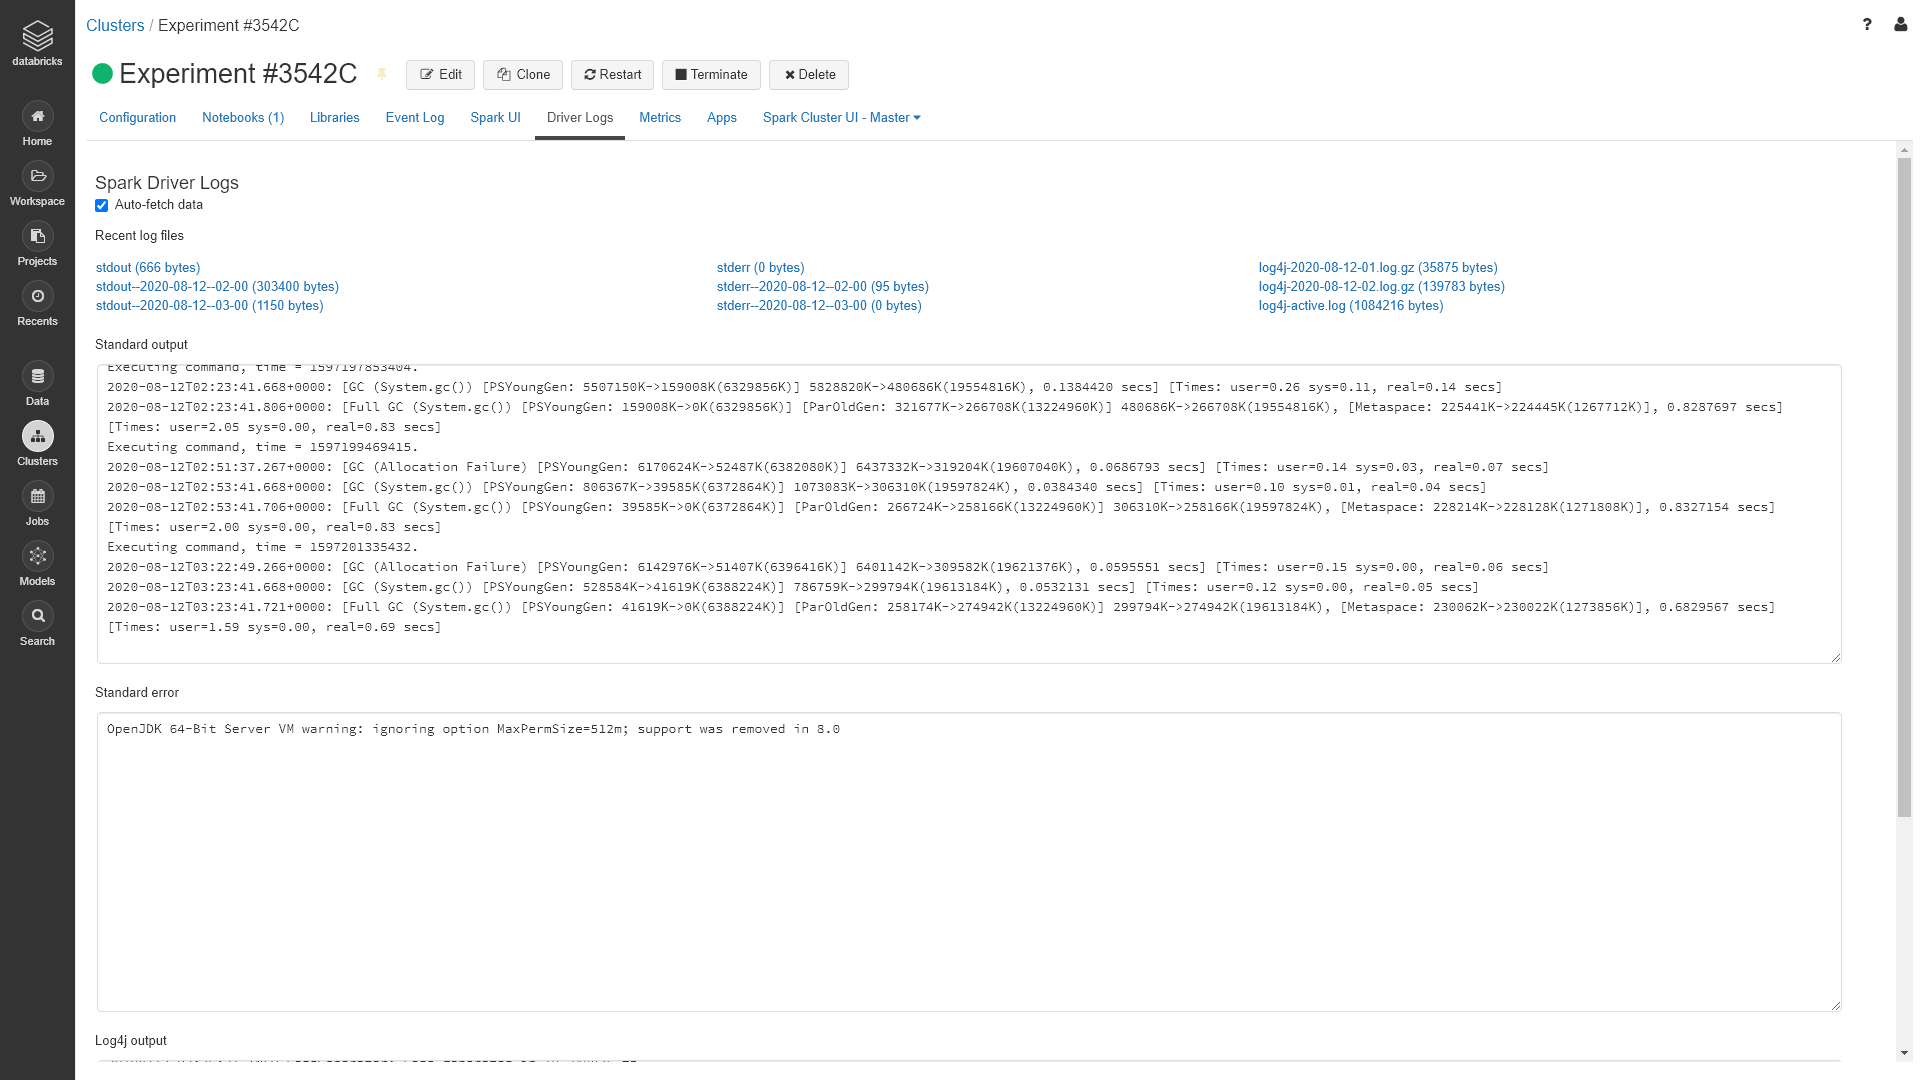 databricks
Home
Workspace
Projects
Recents
Data
Clusters
Jobs
Models
Search
Clusters / Experiment #3542C
?
Experiment #3542C
Edit
Clone
Restart
Terminate
Delete
Configuration
Notebooks (1)
Libraries
Event Log
Spark UI
Driver Logs
Metrics
Apps
Spark Cluster UI - Master
Spark Driver Logs
Auto-fetch data
Recent log files
stdout (666 bytes)
stderr (0 bytes)
log4j-2020-08-12-01.log.gz (35875 bytes)
stdout--2020-08-12--02-00 (303400 bytes)
stderr--2020-08-12--02-00 (95 bytes)
log4j-2020-08-12-02.log.gz (139783 bytes)
stdout--2020-08-12--03-00 (1150 bytes)
stderr--2020-08-12--03-00 (0 bytes)
log4j-active.log (1084216 bytes)
Standard output
Executing command, time = 1597197853404.
2020-08-12T02:23:41.668+0000: [GC (System.gc()) [PSYoungGen: 5507150K->159008K(6329856K)] 5828820K->480686K(19554816K), 0.1384420 secs] [Times: user=0.26 sys=0.11, real=0.14 secs]
2020-08-12T02:23:41.806+0000: [Full GC (System.gc()) [PSYoungGen: 159008K->0K(6329856K)] [ParOldGen: 321677K->266708K(13224960K)] 480686K->266708K(19554816K), [Metaspace: 225441K->224445K(1267712K)], 0.8287697 secs]
[Times: user=2.05 sys=0.00, real=0.83 secs]
Executing command, time = 1597199469415.
2020-08-12T02:51:37.267+0000: [GC (Allocation Failure) [PSYoungGen: 6170624K->52487K(6382080K)] 6437332K->319204K(19607040K), 0.0686793 secs] [Times: user=0.14 sys=0.03, real=0.07 secs]
2020-08-12T02:53:41.668+0000: [GC (System.gc()) [PSYoungGen: 806367K->39585K(6372864K)] 1073083K->306310K(19597824K), 0.0384340 secs] [Times: user=0.10 sys=0.01, real=0.04 secs]
2020-08-12T02:53:41.706+0000: [Full GC (System.gc()) [PSYoungGen: 39585K->0K(6372864K)] [ParOldGen: 266724K->258166K(13224960K)] 306310K->258166K(19597824K), [Metaspace: 228214K->228128K(1271808K)], 0.8327154 secs]
[Times: user=2.00 sys=0.00, real=0.83 secs]
Executing command, time = 1597201335432.
2020-08-12T03:22:49.266+0000: [GC (Allocation Failure) [PSYoungGen: 6142976K->51407K(6396416K)] 6401142K->309582K(19621376K), 0.0595551 secs] [Times: user=0.15 sys=0.00, real=0.06 secs]
2020-08-12T03:23:41.668+0000: [GC (System.gc()) [PSYoungGen: 528584K->41619K(6388224K)] 786759K->299794K(19613184K), 0.0532131 secs] [Times: user=0.12 sys=0.00, real=0.05 secs]
2020-08-12T03:23:41.721+0000: [Full GC (System.gc()) [PSYoungGen: 41619K->0K(6388224K)] [ParOldGen: 258174K->274942K(13224960K)] 299794K->274942K(19613184K), [Metaspace: 230062K->230022K(1273856K)], 0.6829567 secs]
[Times: user=1.59 sys=0.00, real=0.69 secs]
Standard error
OpenJDK 64-Bit Server VM warning: ignoring option MaxPermSize=512m; support was removed in 8.0
Log4j output